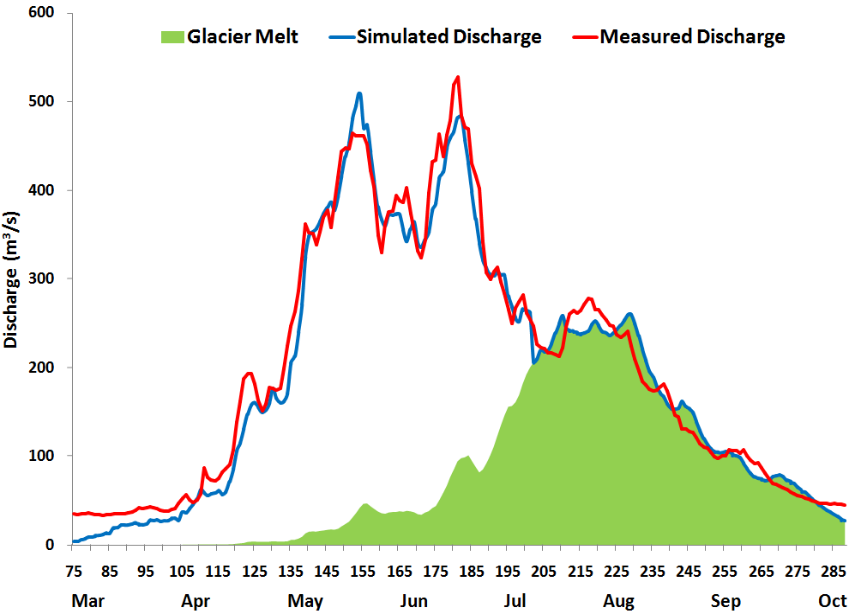 600
Glacier Melt Simulated Discharge Measured Discharge
500
400
300
200
100
0
Discharge (m³/s)
75 85 95 105 115 125 135 145 155 165 175 180 195 205 215 225 235 245 255 265 275 285
Mar Apr May Jun Jul Aug Sep Oct